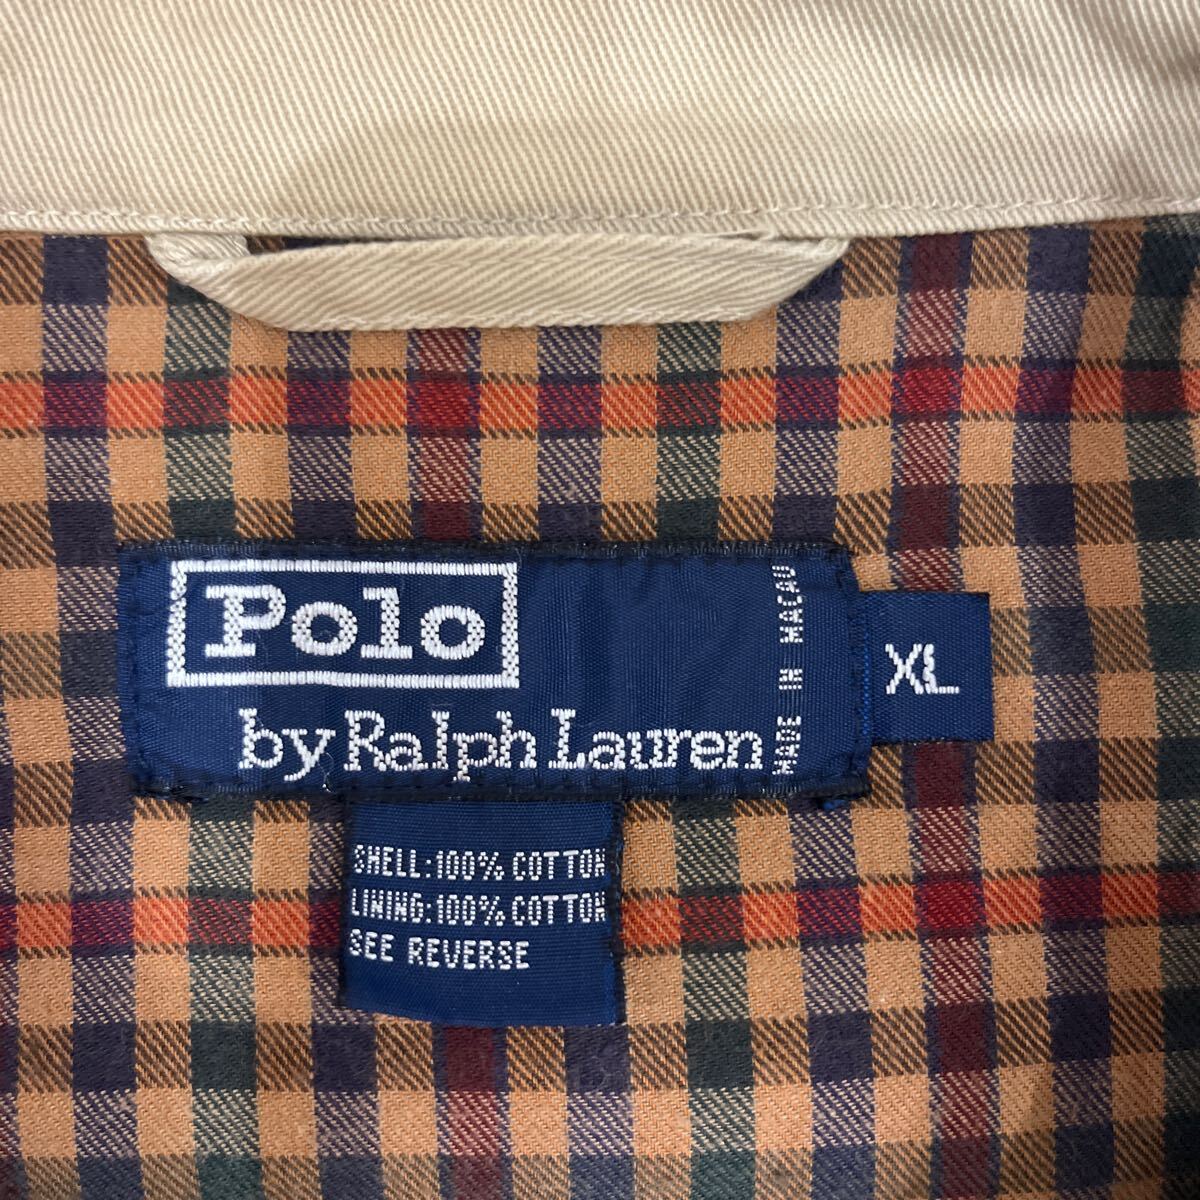 Polo
by Ralph Lauren
MADE IN MACAU
XL
SHELL:100% COTTON
LINING:100% COTTON
SEE REVERSE